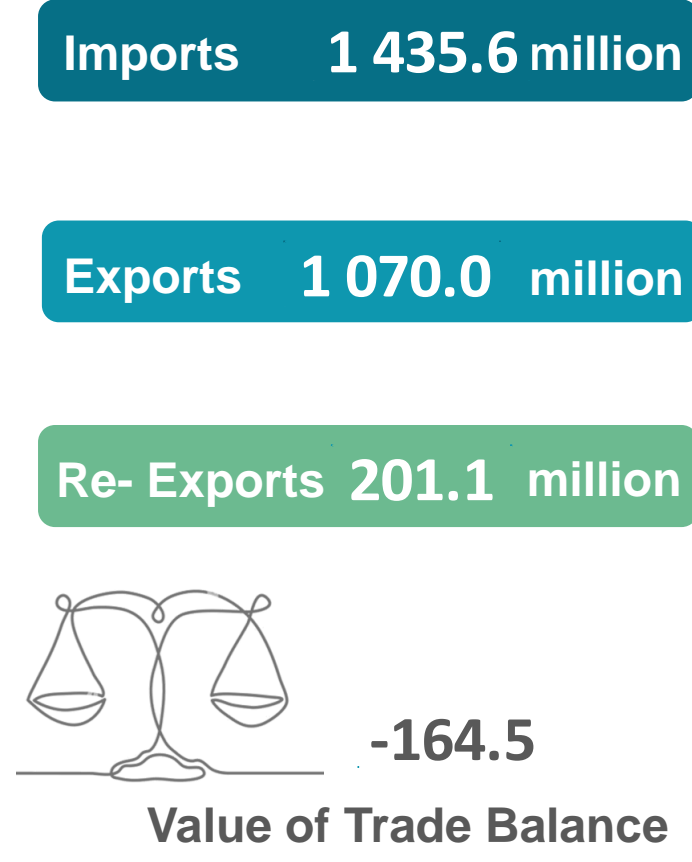 Imports 1 435.6 million
Exports 1 070.0 million
Re- Exports 201.1 million
-164.5
Value of Trade Balance